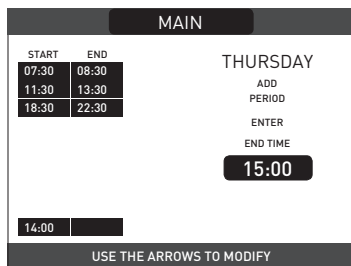 MAIN
START END
07:30 08:30
11:30 13:30
18:30 22:30
14:00
THURSDAY
ADD
PERIOD
ENTER
END TIME
15:00
USE THE ARROWS TO MODIFY